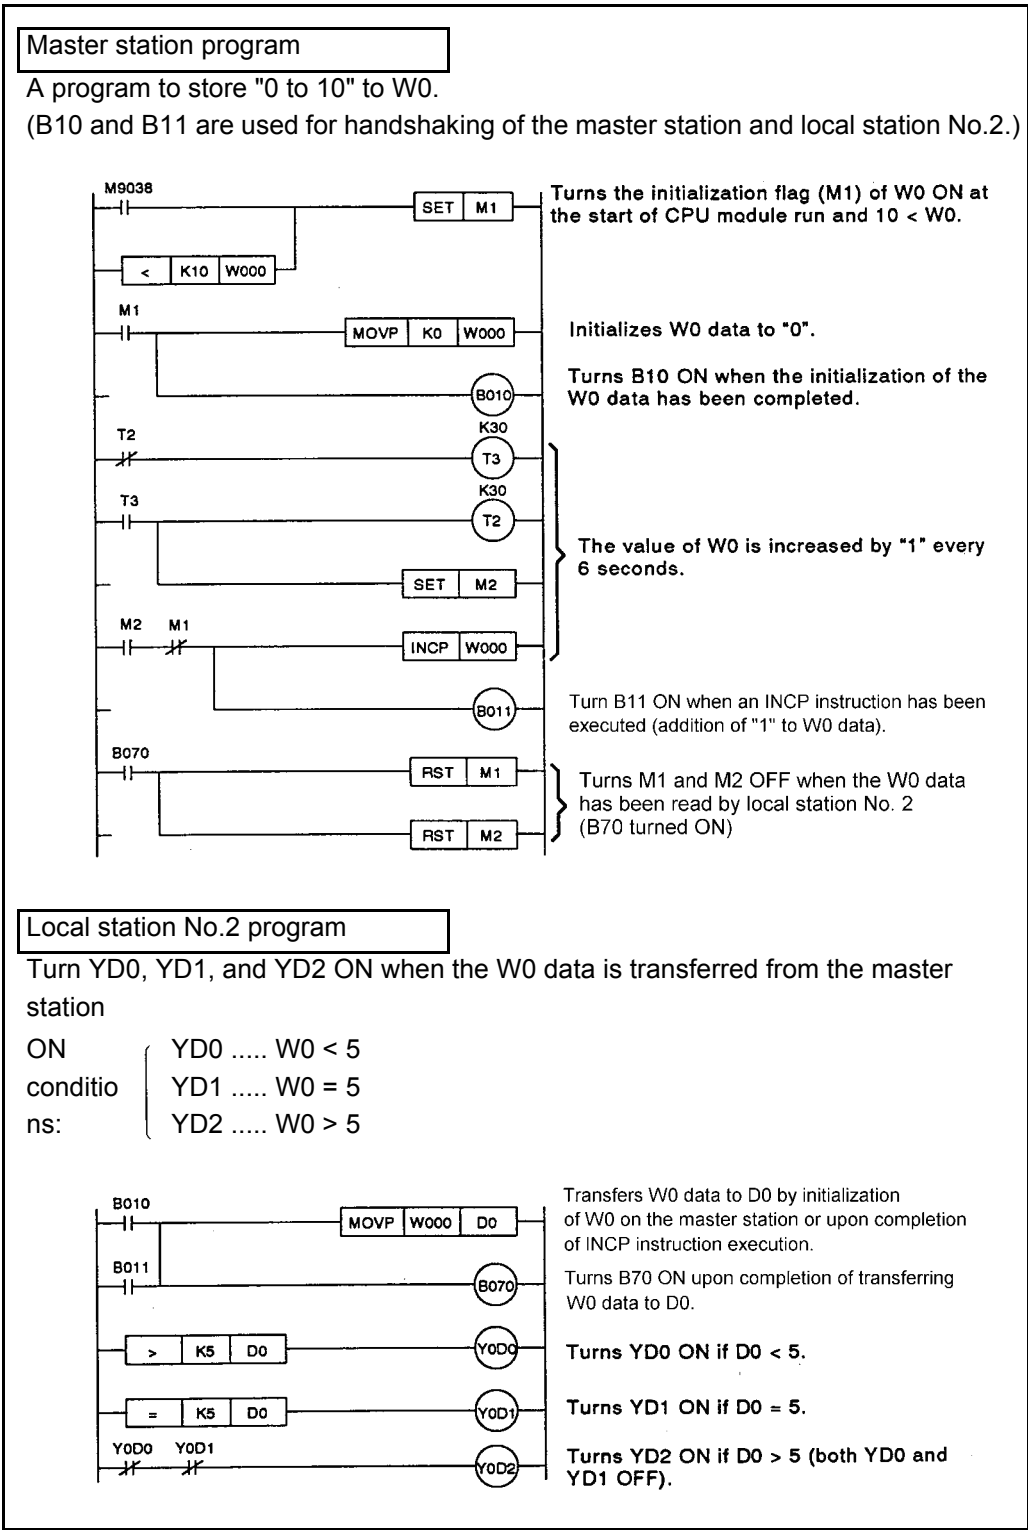 Master station program
A program to store "0 to 10" to W0.
(B10 and B11 are used for handshaking of the master station and local station No.2.)
M9038
SET M1
Turns the initialization flag (M1) of W0 ON at
the start of CPU module run and 10 < W0.
< K10 W000
M1
MOVP K0 W000
Initializes W0 data to "0".
B010
Turns B10 ON when the initialization of the
W0 data has been completed.
T2
K30
T3
T3
K30
T2
The value of W0 is increased by "1" every
6 seconds.
SET M2
M2 M1
INCP W000
B011
Turn B11 ON when an INCP instruction has been
executed (addition of "1" to W0 data).
B070
RST M1
RST M2
Turns M1 and M2 OFF when the W0 data
has been read by local station No. 2
(B70 turned ON)
Local station No.2 program
Turn YD0, YD1, and YD2 ON when the W0 data is transferred from the master
station
ON
conditio
ns:
YD0 ..... W0 < 5
YD1 ..... W0 = 5
YD2 ..... W0 > 5
B010
MOVP W000 D0
Transfers W0 data to D0 by initialization
of W0 on the master station or upon completion
of INCP instruction execution.
B011
B070
Turns B70 ON upon completion of transferring
W0 data to D0.
> K5 D0
Y0D0
Turns YD0 ON if D0 < 5.
= K5 D0
Y0D1
Turns YD1 ON if D0 = 5.
Y0D0 Y0D1
Y0D2
Turns YD2 ON if D0 > 5 (both YD0 and
YD1 OFF).